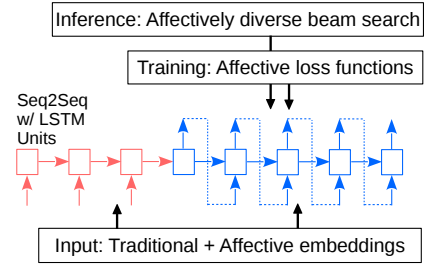 Inference: Affectively diverse beam search
Training: Affective loss functions
Seq2Seq
w/ LSTM
Units
Input: Traditional + Affective embeddings